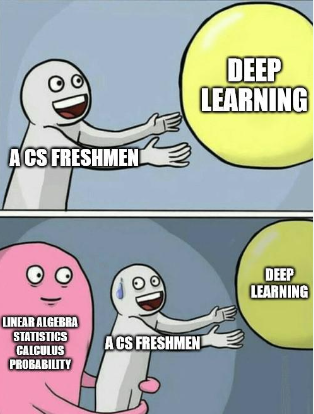 DEEP
LEARNING
A CS FRESHMEN
DEEP
LEARNING
LINEAR ALGEBRA
STATISTICS
CALCULUS
PROBABILITY
A CS FRESHMEN